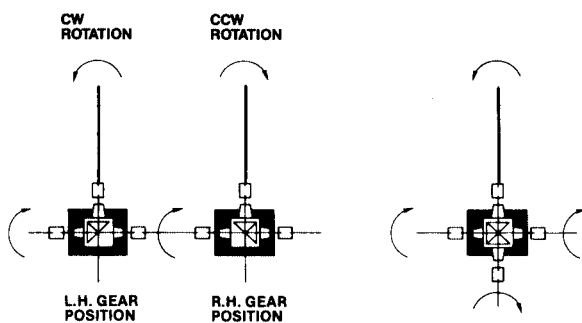 CW
ROTATION
CCW
ROTATION
L.H. GEAR
POSITION
R.H. GEAR
POSITION